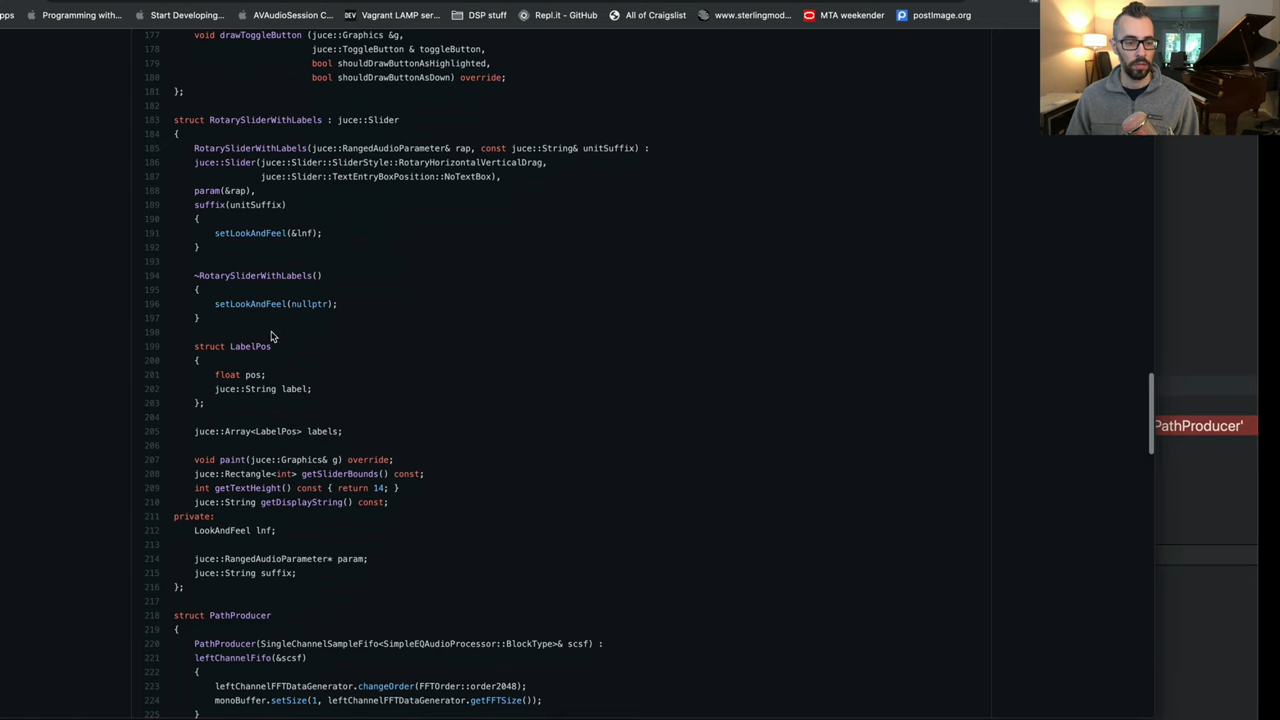 pps Programming with... Start Developing... AVAudioSession C... DEV Vagrant LAMP ser... DSP stuff Repl.it - GitHub All of Craigslist www.sterlingmod... MTA weekender postImage.org
177 void drawToggleButton (juce::Graphics &g,
178 juce::ToggleButton & toggleButton,
179 bool shouldDrawButtonAsHighlighted,
180 bool shouldDrawButtonAsDown) override;
181 };
182
183 struct RotarySliderWithLabels : juce::Slider
184 {
185 RotarySliderWithLabels(juce::RangedAudioParameter& rap, const juce::String& unitSuffix) :
186 juce::Slider(juce::Slider::SliderStyle::RotaryHorizontalVerticalDrag,
187 juce::Slider::TextEntryBoxPosition::NoTextBox),
188 param(&rap),
189 suffix(unitSuffix)
190 {
191 setLookAndFeel(&lnf);
192 }
193
194 ~RotarySliderWithLabels()
195 {
196 setLookAndFeel(nullptr);
197 }
198
199 struct LabelPos
200 {
201 float pos;
202 juce::String label;
203 };
204
205 juce::Array<LabelPos> labels;
206
207 void paint(juce::Graphics& g) override;
208 juce::Rectangle<int> getSliderBounds() const;
209 int getTextHeight() const { return 14; }
210 juce::String getDisplayString() const;
211 private:
212 LookAndFeel lnf;
213
214 juce::RangedAudioParameter* param;
215 juce::String suffix;
216 };
217
218 struct PathProducer
219 {
220 PathProducer(SingleChannelSampleFifo<SimpleEQAudioProcessor::BlockType>& scsf) :
221 leftChannelFifo(&scsf)
222 {
223 leftChannelFFTDataGenerator.changeOrder(FFTOrder::order2048);
224 monoBuffer.setSize(1, leftChannelFFTDataGenerator.getFFTSize());
225 }
PathProducer'